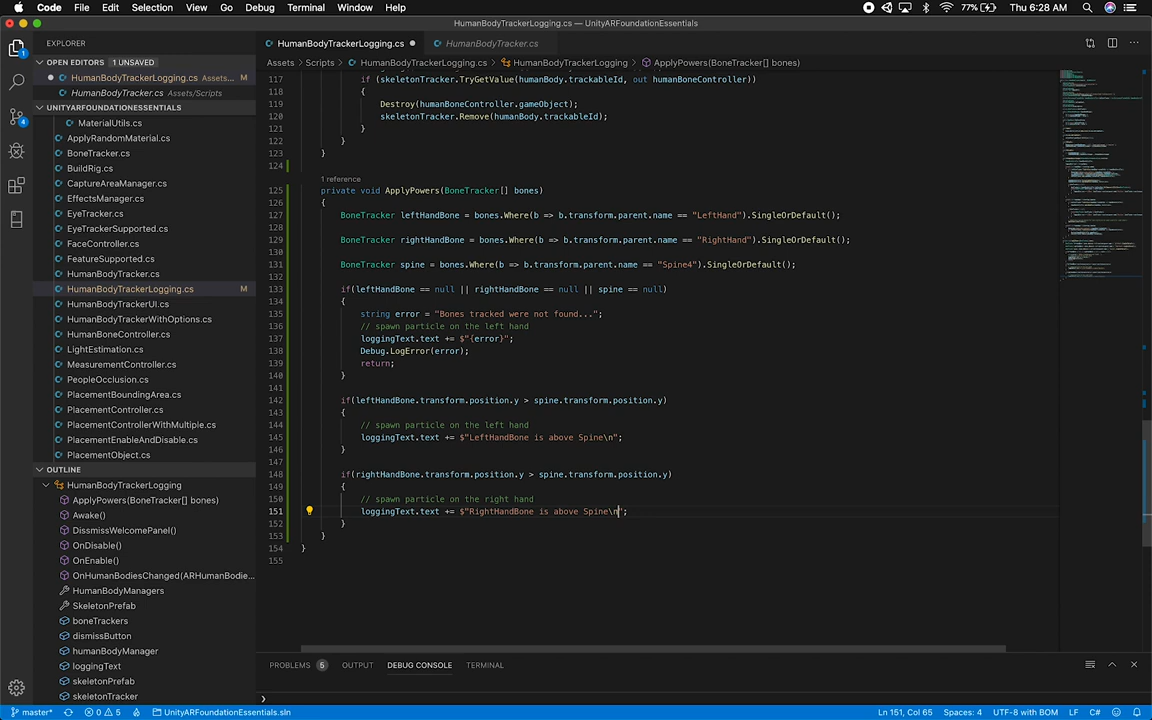 Code File Edit Selection View Go Debug Terminal Window Help 77% Thu 6:28 AM
HumanBodyTrackerLogging.cs — UnityARFoundationEssentials
EXPLORER
HumanBodyTrackerLogging.cs
HumanBodyTracker.cs
OPEN EDITORS 1 UNSAVED
HumanBodyTrackerLogging.cs Assets... M
HumanBodyTracker.cs Assets/Scripts
Assets > Scripts > HumanBodyTrackerLogging.cs > HumanBodyTrackerLogging > ApplyPowers(BoneTracker[] bones)
UNITYARFOUNDATIONESSENTIALS
MaterialUtils.cs
ApplyRandomMaterial.cs
BoneTracker.cs
BuildRig.cs
CaptureAreaManager.cs
EffectsManager.cs
EyeTracker.cs
EyeTrackerSupported.cs
FaceController.cs
FeatureSupported.cs
HumanBodyTracker.cs
HumanBodyTrackerLogging.cs M
HumanBodyTrackerUI.cs
HumanBodyTrackerWithOptions.cs
HumanBoneController.cs
LightEstimation.cs
MeasurementController.cs
PeopleOcclusion.cs
PlacementBoundingArea.cs
PlacementController.cs
PlacementControllerWithMultiple.cs
PlacementEnableAndDisable.cs
PlacementObject.cs
OUTLINE
HumanBodyTrackerLogging
ApplyPowers(BoneTracker[] bones)
Awake()
DissmissWelcomePanel()
OnDisable()
OnEnable()
OnHumanBodiesChanged(ARHumanBodie...
HumanBodyManagers
SkeletonPrefab
boneTrackers
dismissButton
humanBodyManager
loggingText
skeletonPrefab
skeletonTracker
117 if (skeletonTracker.TryGetValue(humanBody.trackableId, out humanBoneController))
118 {
119 Destroy(humanBoneController.gameObject);
120 skeletonTracker.Remove(humanBody.trackableId);
121 }
122 }
123 }
124
1 reference
125 private void ApplyPowers(BoneTracker[] bones)
126 {
127 BoneTracker leftHandBone = bones.Where(b => b.transform.parent.name == "LeftHand").SingleOrDefault();
128
129 BoneTracker rightHandBone = bones.Where(b => b.transform.parent.name == "RightHand").SingleOrDefault();
130
131 BoneTracker spine = bones.Where(b => b.transform.parent.name == "Spine4").SingleOrDefault();
132
133 if(leftHandBone == null || rightHandBone == null || spine == null)
134 {
135 string error = "Bones tracked were not found...";
136 // spawn particle on the left hand
137 loggingText.text += $"{error}";
138 Debug.LogError(error);
139 return;
140 }
141
142 if(leftHandBone.transform.position.y > spine.transform.position.y)
143 {
144 // spawn particle on the left hand
145 loggingText.text += $"LeftHandBone is above Spine\n";
146 }
147
148 if(rightHandBone.transform.position.y > spine.transform.position.y)
149 {
150 // spawn particle on the right hand
151 loggingText.text += $"RightHandBone is above Spine\n";
152 }
153 }
154 }
155
PROBLEMS 5 OUTPUT DEBUG CONSOLE TERMINAL
master* 0 5 UnityARFoundationEssentials.sln Ln 151, Col 65 Spaces: 4 UTF-8 with BOM LF C#